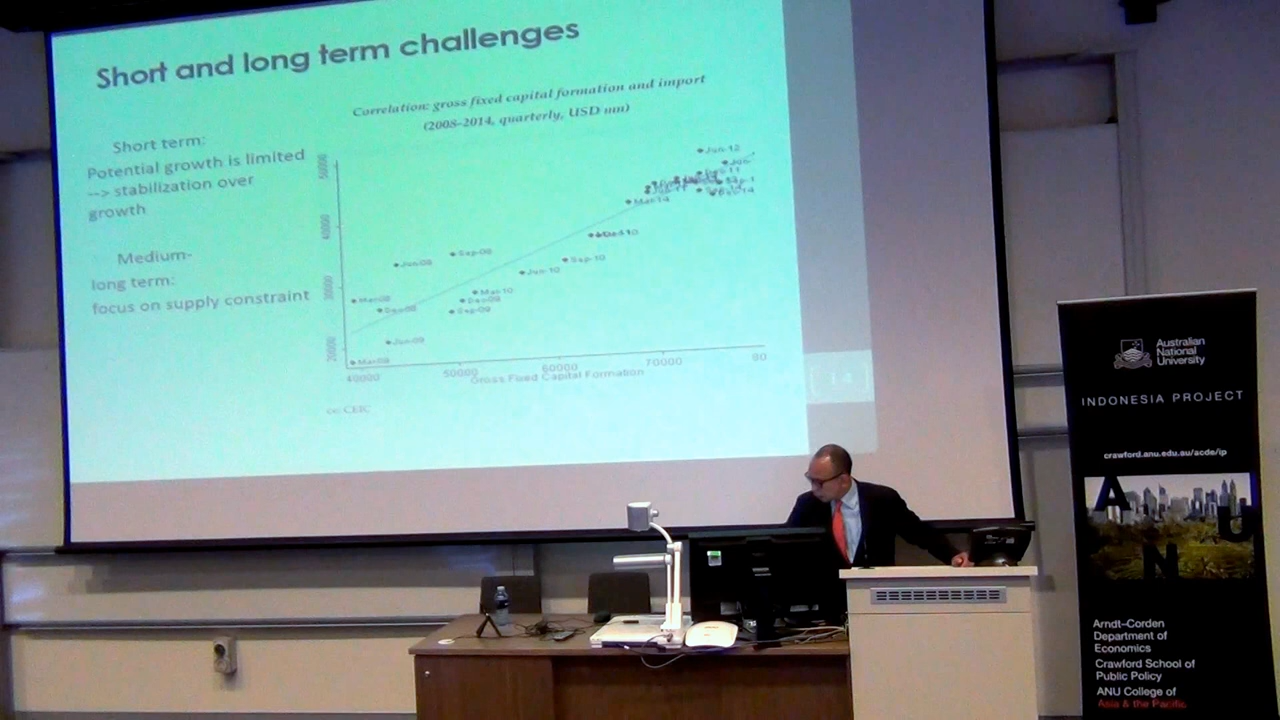 Short and long term challenges
Correlation: gross fixed capital formation and import
(2008-2014, quarterly, USD mn)
Short term:
Potential growth is limited
--> stabilization over
growth
Medium-
long term:
focus on supply constraint
50000
40000
30000
20000
Jun-12
Jun-
Mar-14
Sep-08
Jun-08
Sep-10
Jun-10
Mar-10
Mar-08
Dec-09
Dec-08
Sep-09
Jun-09
Mar-09
40000
50000
60000
70000
80
Gross Fixed Capital Formation
ce: CEIC
14
Australian
National
University
INDONESIA PROJECT
crawford.anu.edu.au/acde/ip
A
N
U
Arndt–Corden
Department of
Economics
Crawford School of
Public Policy
ANU College of
Asia & the Pacific